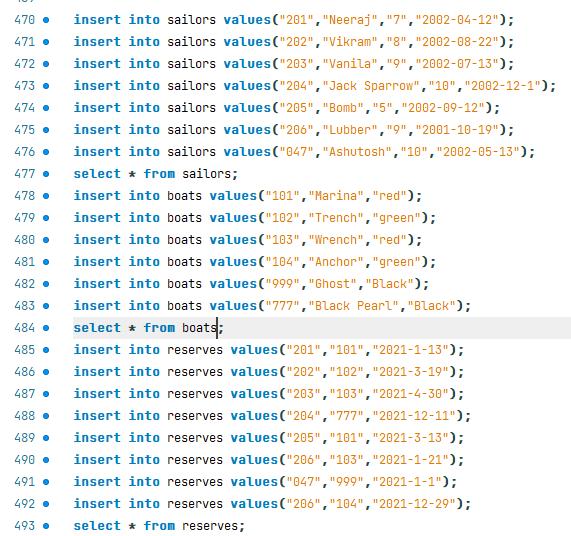 470 insert into sailors values("201","Neeraj","7","2002-04-12");
471 insert into sailors values("202","Vikram","8","2002-08-22");
472 insert into sailors values("203","Vanila","9","2002-07-13");
473 insert into sailors values("204","Jack Sparrow","10","2002-12-1");
474 insert into sailors values("205","Bomb","5","2002-09-12");
475 insert into sailors values("206","Lubber","9","2001-10-19");
476 insert into sailors values("047","Ashutosh","10","2002-05-13");
477 select * from sailors;
478 insert into boats values("101","Marina","red");
479 insert into boats values("102","Trench","green");
480 insert into boats values("103","Wrench","red");
481 insert into boats values("104","Anchor","green");
482 insert into boats values("999","Ghost","Black");
483 insert into boats values("777","Black Pearl","Black");
484 select * from boats;
485 insert into reserves values("201","101","2021-1-13");
486 insert into reserves values("202","102","2021-3-19");
487 insert into reserves values("203","103","2021-4-30");
488 insert into reserves values("204","777","2021-12-11");
489 insert into reserves values("205","101","2021-3-13");
490 insert into reserves values("206","103","2021-1-21");
491 insert into reserves values("047","999","2021-1-1");
492 insert into reserves values("206","104","2021-12-29");
493 select * from reserves;